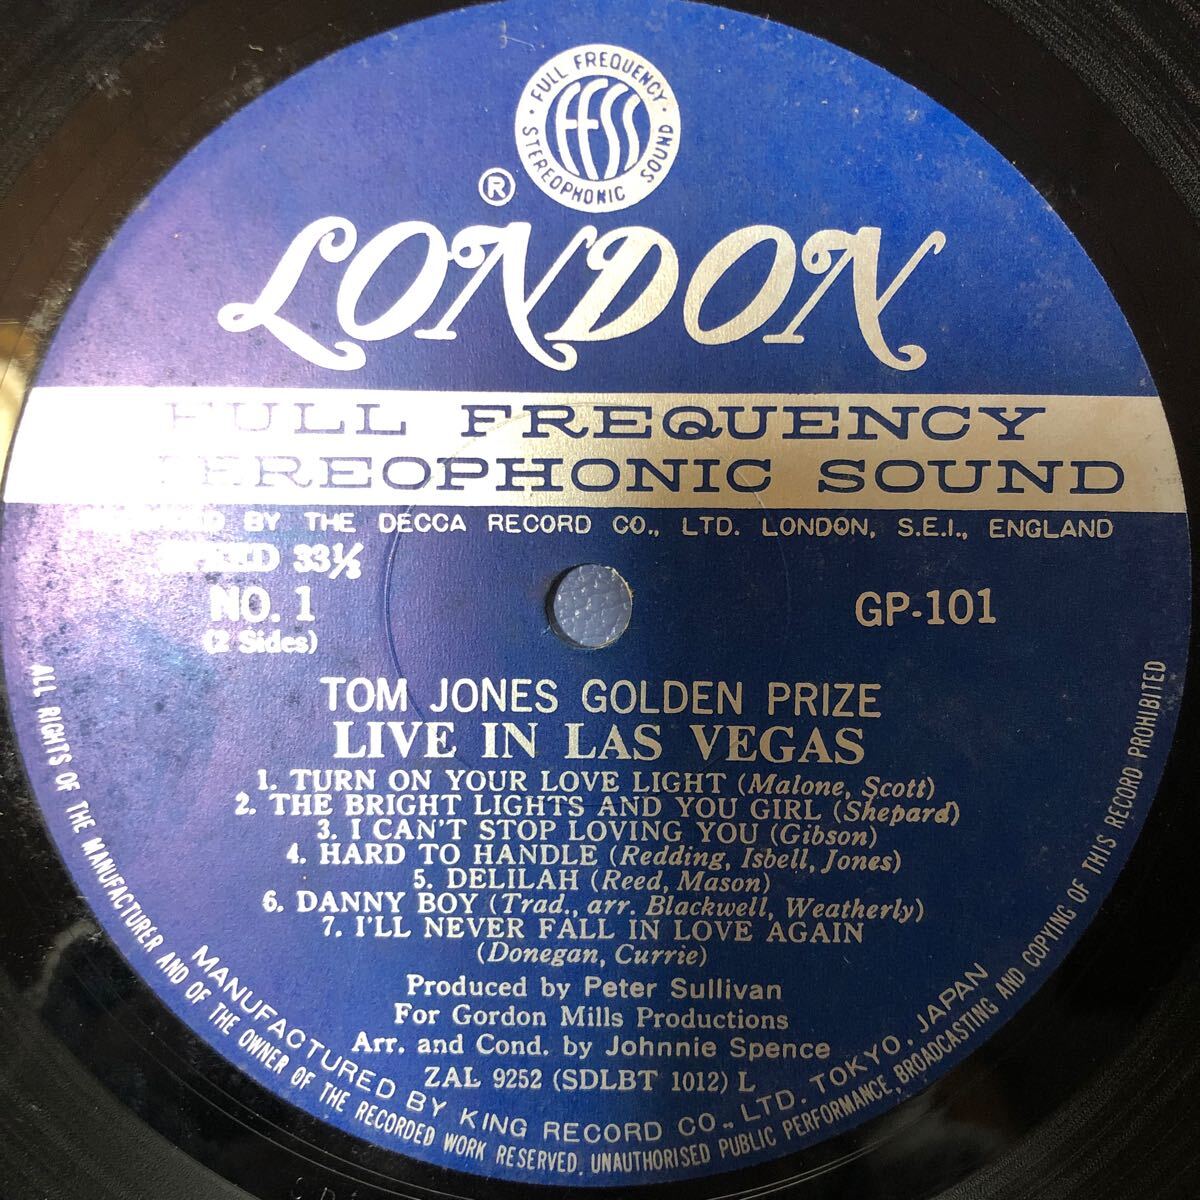 FULL FREQUENCY
STEREOPHONIC SOUND
FFSS
®
LONDON
FULL FREQUENCY
STEREOPHONIC SOUND
BY THE DECCA RECORD CO., LTD. LONDON, S.E.I., ENGLAND
SPEED 33⅓
NO. 1
(2 Sides)
GP-101
TOM JONES GOLDEN PRIZE
LIVE IN LAS VEGAS
1. TURN ON YOUR LOVE LIGHT (Malone, Scott)
2. THE BRIGHT LIGHTS AND YOU GIRL (Shepard)
3. I CAN'T STOP LOVING YOU (Gibson)
4. HARD TO HANDLE (Redding, Isbell, Jones)
5. DELILAH (Reed, Mason)
6. DANNY BOY (Trad., arr. Blackwell, Weatherly)
7. I'LL NEVER FALL IN LOVE AGAIN
(Donegan, Currie)
Produced by Peter Sullivan
For Gordon Mills Productions
Arr. and Cond. by Johnnie Spence
ZAL 9252 (SDLBT 1012) L
MANUFACTURED BY KING RECORD CO., LTD. TOKYO, JAPAN
ALL RIGHTS OF THE MANUFACTURER AND OF THE OWNER OF THE RECORDED WORK RESERVED. UNAUTHORISED PUBLIC PERFORMANCE, BROADCASTING AND COPYING OF THIS RECORD PROHIBITED